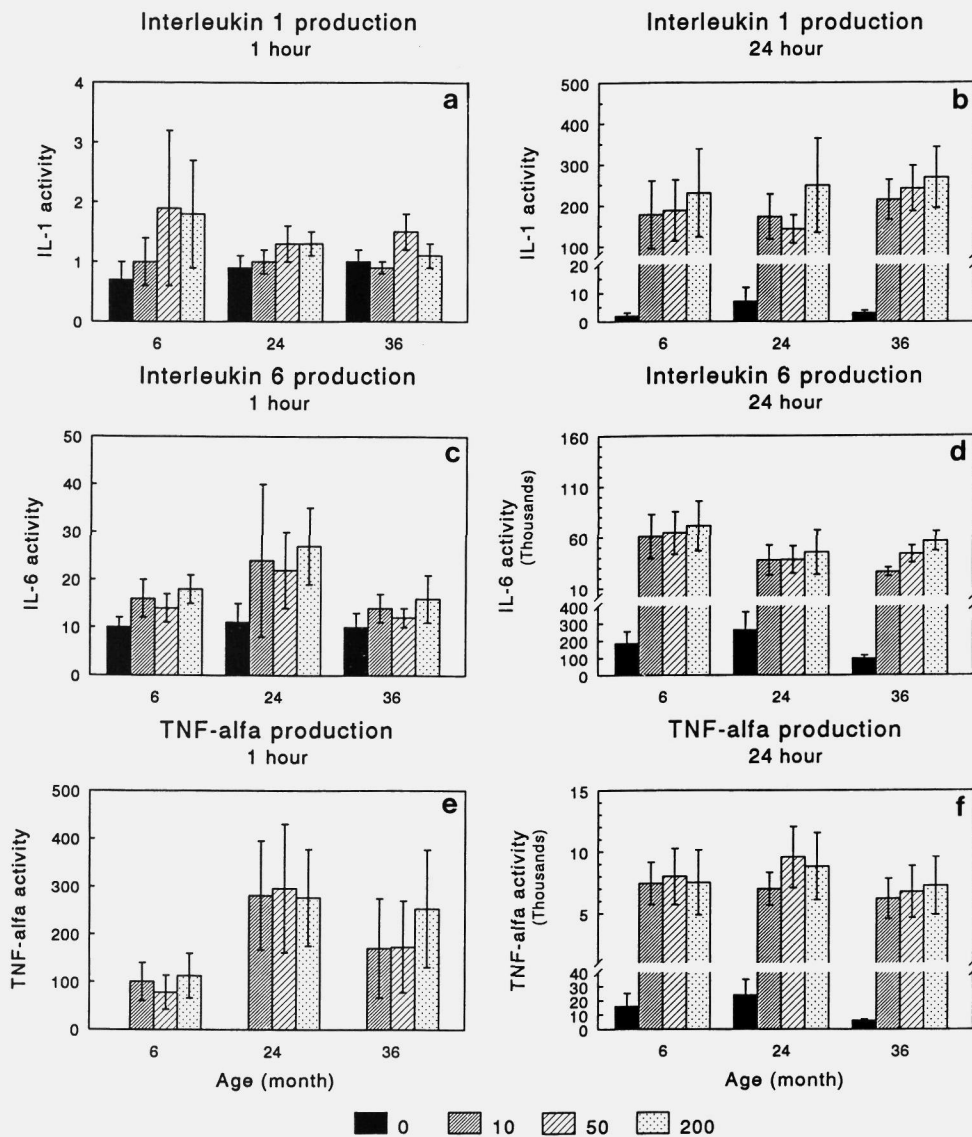 Interleukin 1 production
1 hour
a
IL-1 activity
4
3
2
1
0
6 24 36
Interleukin 1 production
24 hour
b
IL-1 activity
500
400
300
200
100
20
10
0
6 24 36
Interleukin 6 production
1 hour
c
IL-6 activity
50
40
30
20
10
0
6 24 36
Interleukin 6 production
24 hour
d
IL-6 activity
(Thousands)
160
110
60
10
400
300
200
100
0
6 24 36
TNF-alfa production
1 hour
e
TNF-alfa activity
500
400
300
200
100
0
6 24 36
Age (month)
TNF-alfa production
24 hour
f
TNF-alfa activity
(Thousands)
15
10
5
40
30
20
10
0
6 24 36
Age (month)
0 10 50 200